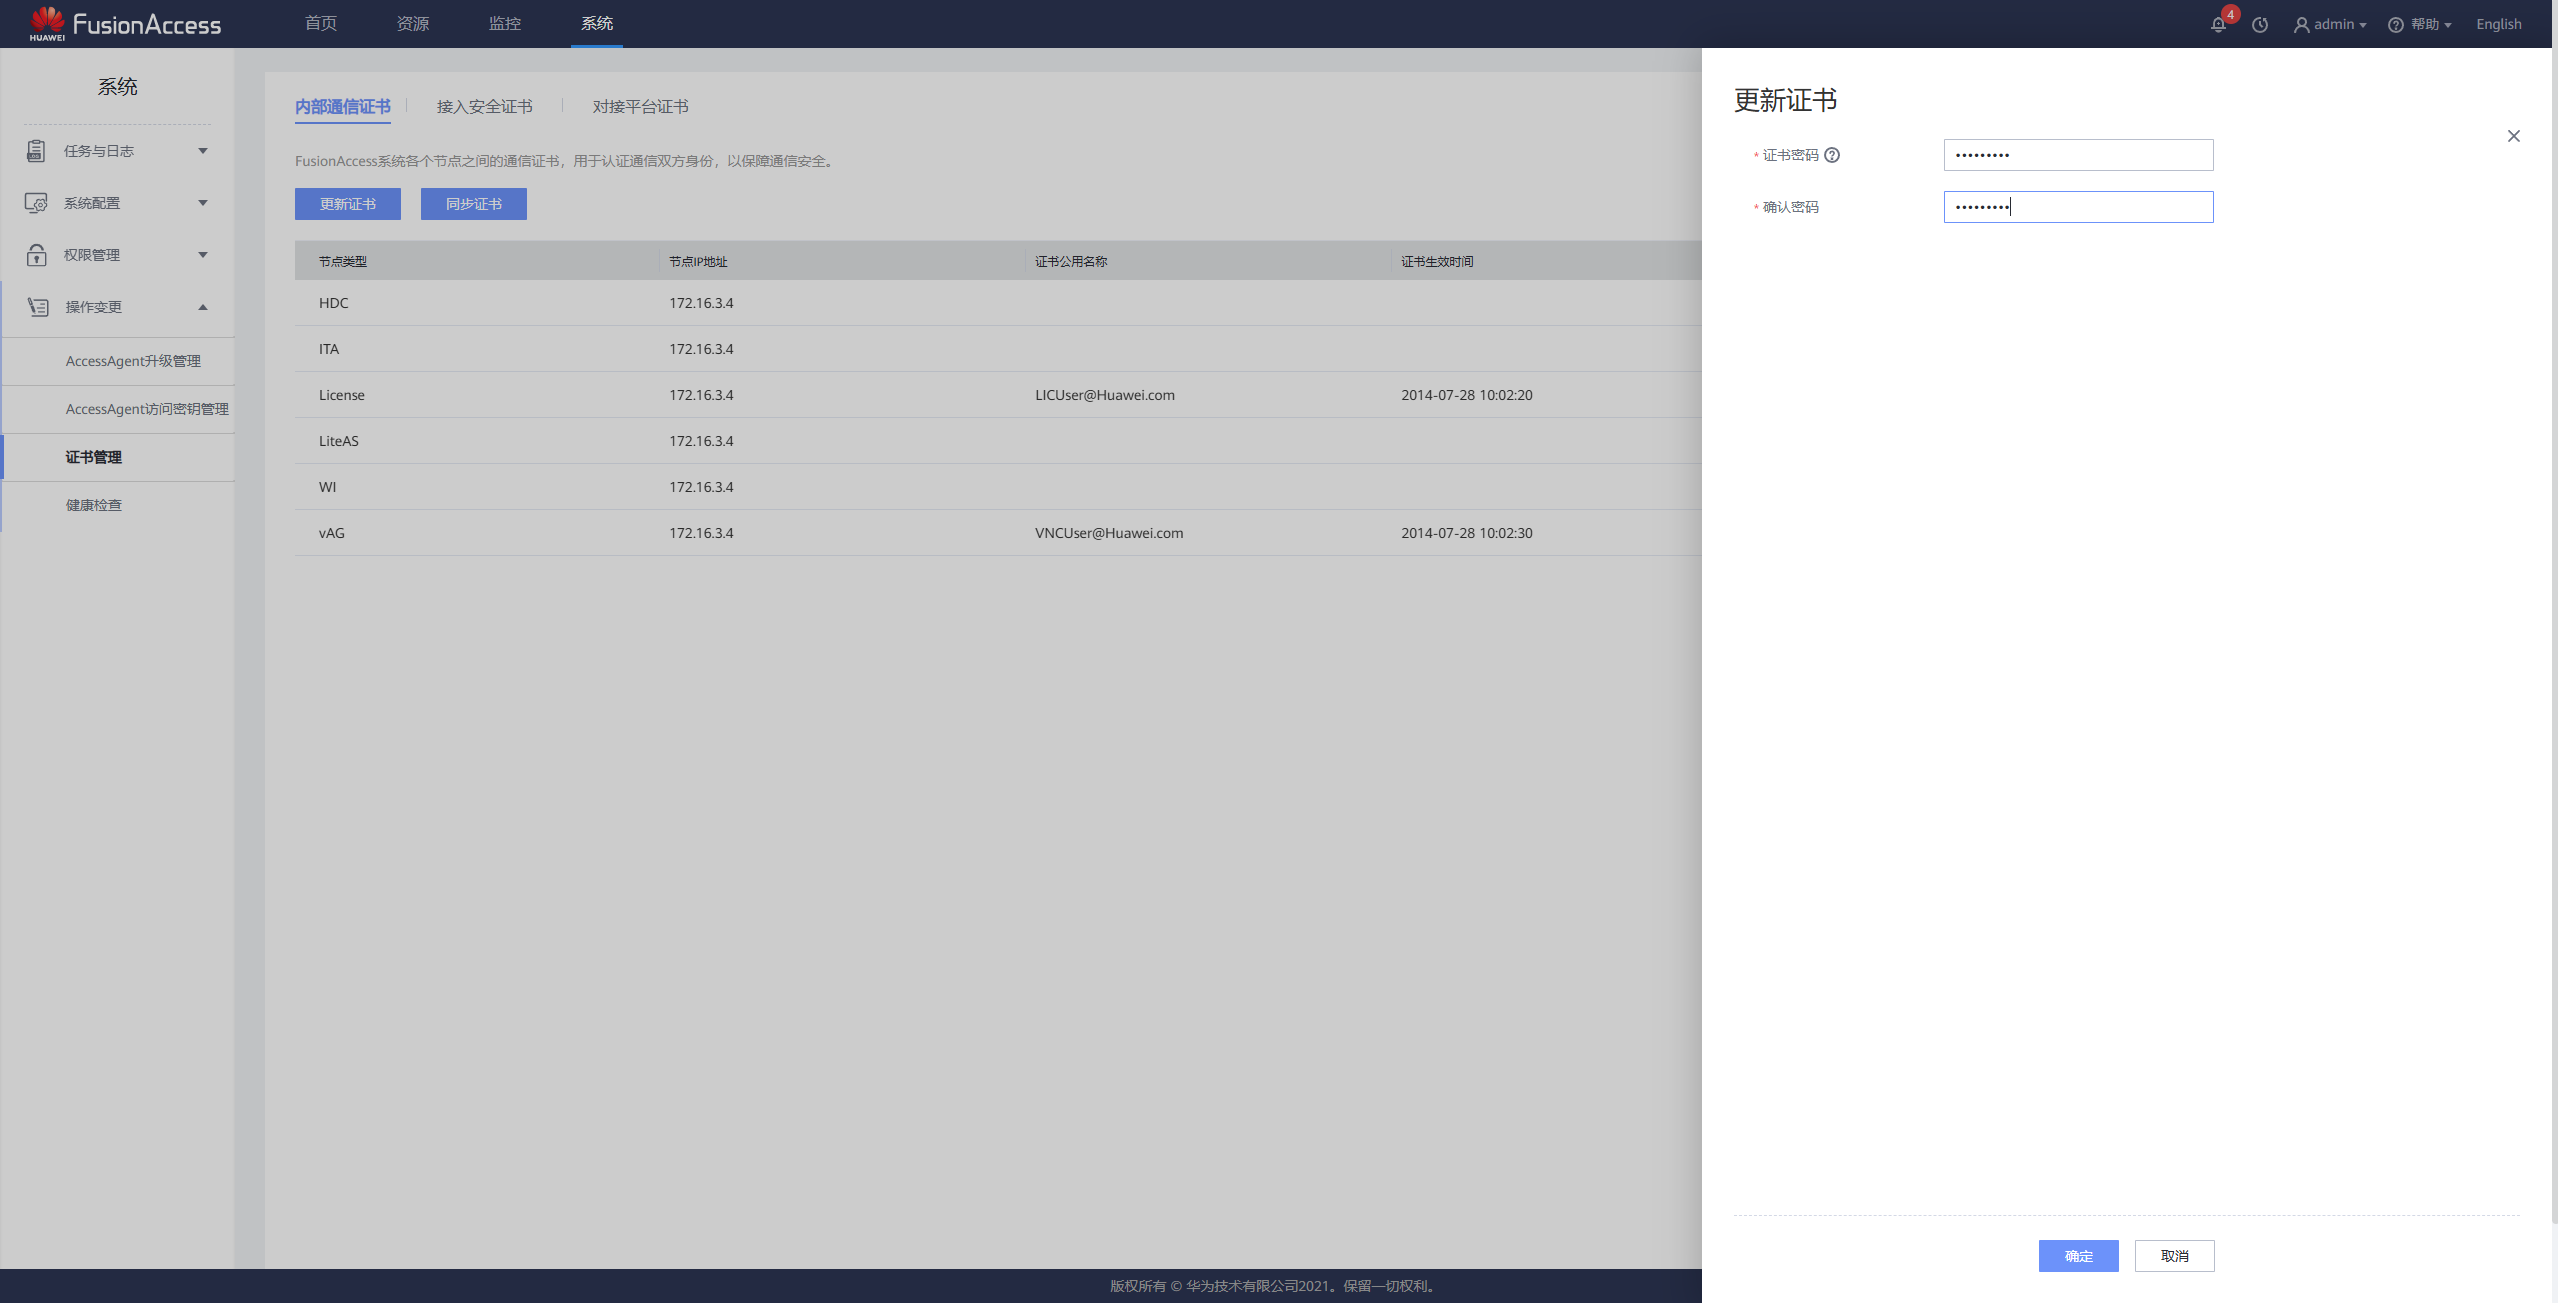 HUAWEI FusionAccess 首页 资源 监控 系统 4 admin 帮助 English
系统
任务与日志
系统配置
权限管理
操作变更
AccessAgent升级管理
AccessAgent访问密钥管理
证书管理
健康检查
内部通信证书 接入安全证书 对接平台证书
FusionAccess系统各个节点之间的通信证书，用于认证通信双方身份，以保障通信安全。
更新证书 同步证书
节点类型 节点IP地址 证书公用名称 证书生效时间
HDC 172.16.3.4
ITA 172.16.3.4
License 172.16.3.4 LICUser@Huawei.com 2014-07-28 10:02:20
LiteAS 172.16.3.4
WI 172.16.3.4
vAG 172.16.3.4 VNCUser@Huawei.com 2014-07-28 10:02:30
更新证书
* 证书密码 •••••••••
* 确认密码 •••••••••
确定 取消
版权所有 © 华为技术有限公司2021。保留一切权利。